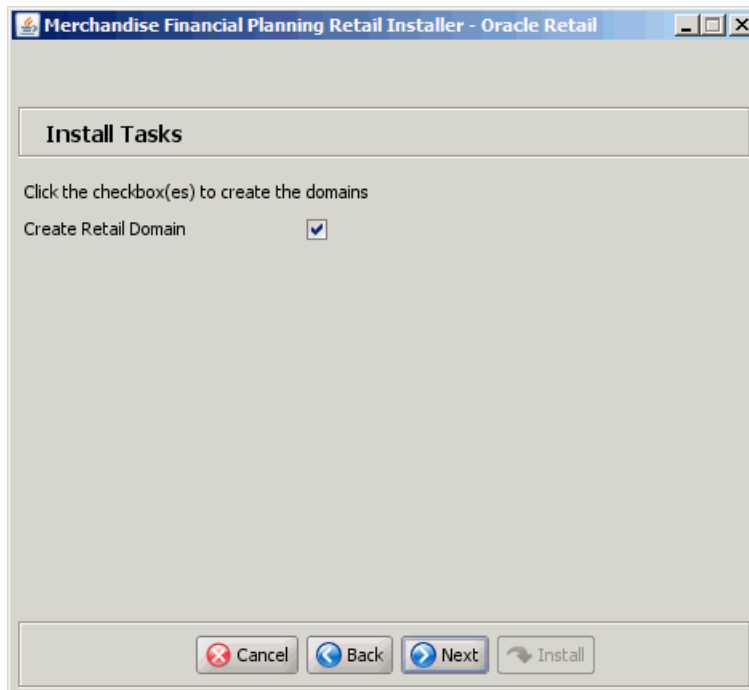 Merchandise Financial Planning Retail Installer - Oracle Retail
Install Tasks
Click the checkbox(es) to create the domains
Create Retail Domain
Cancel Back Next Install